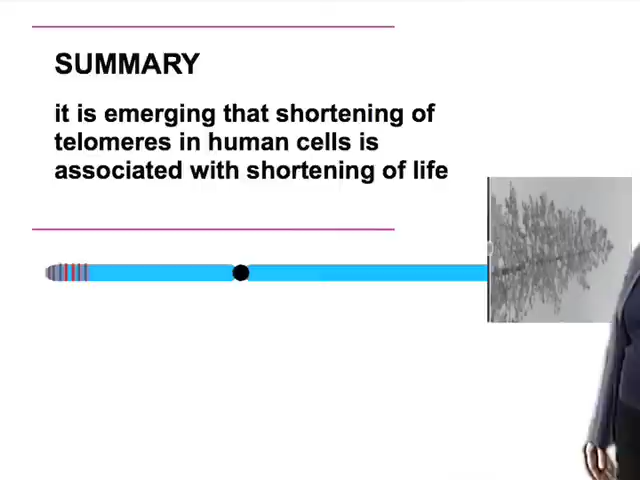 SUMMARY
it is emerging that shortening of
telomeres in human cells is
associated with shortening of life